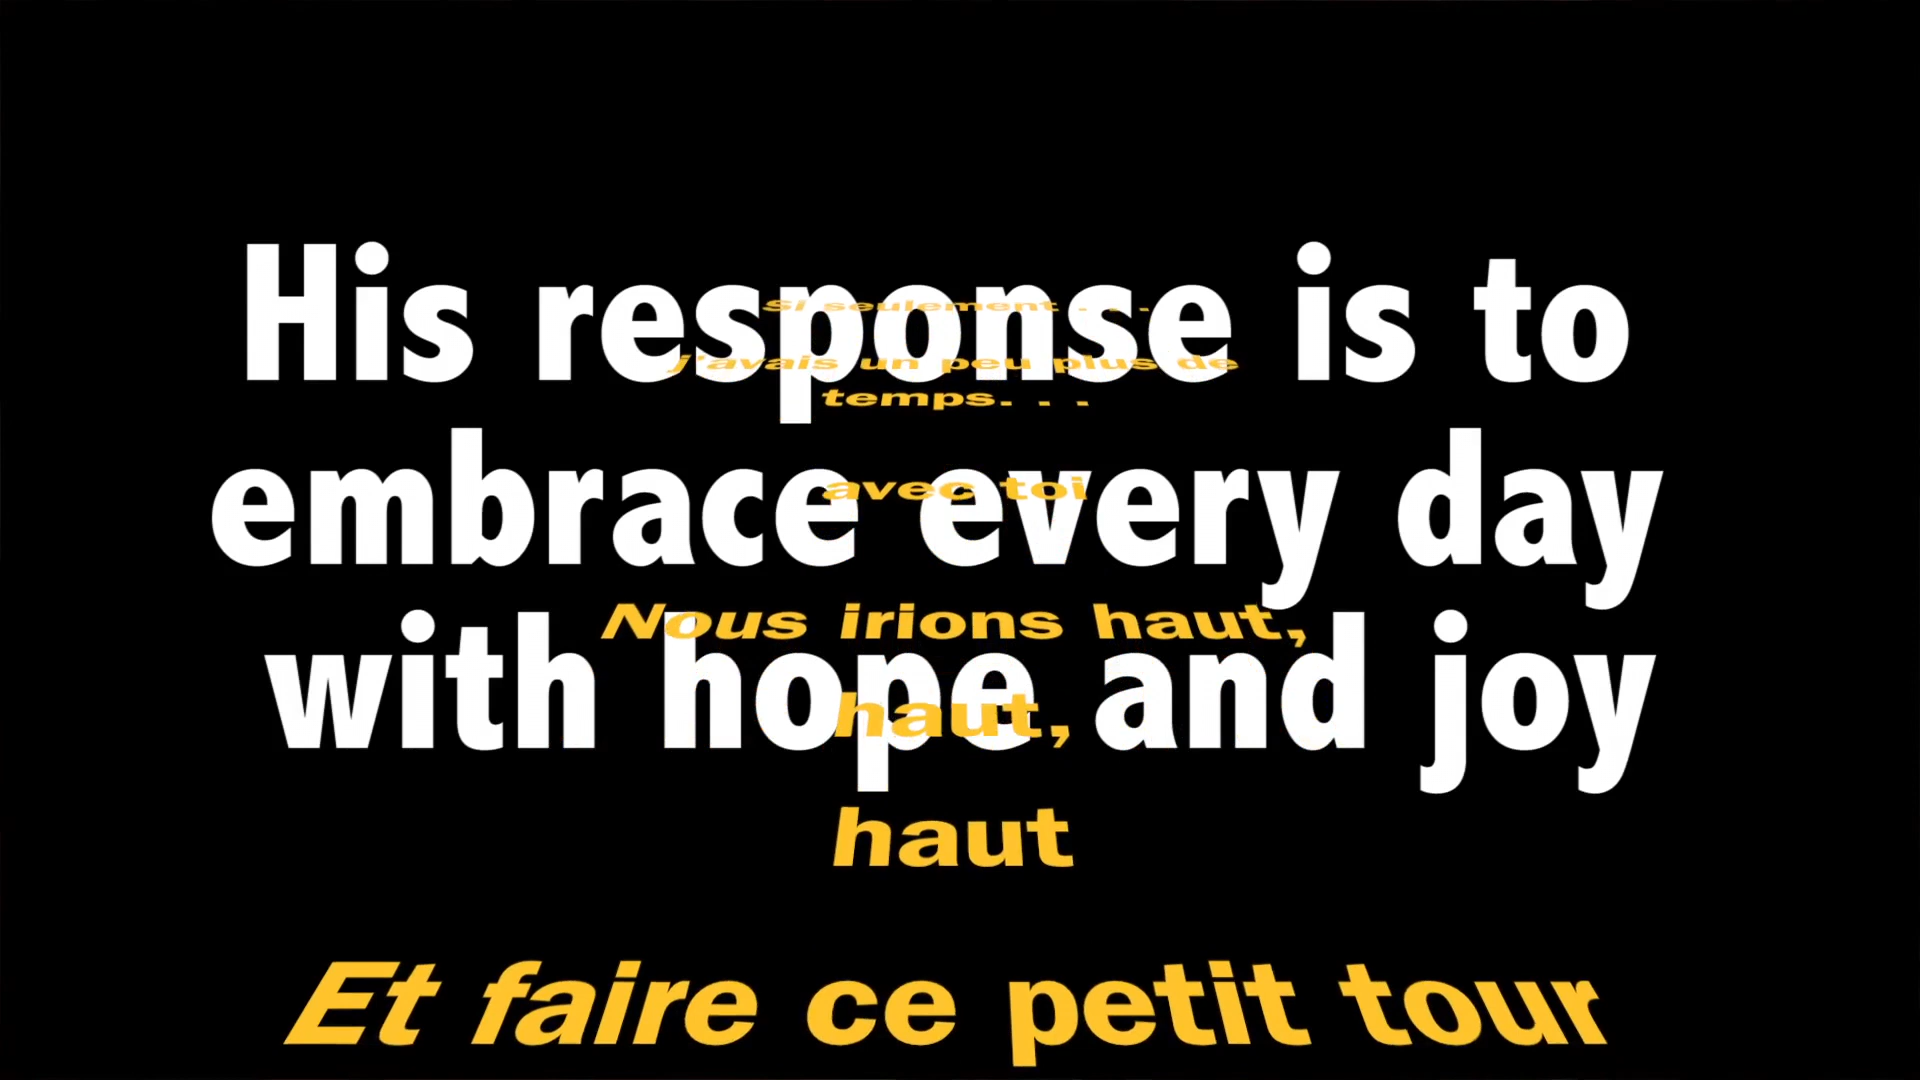 His response is to
embrace every day
with hope and joy
Si seulement . . .
j'avais un peu plus de
temps. . .
avec toi
Nous irions haut,
haut,
haut
Et faire ce petit tour